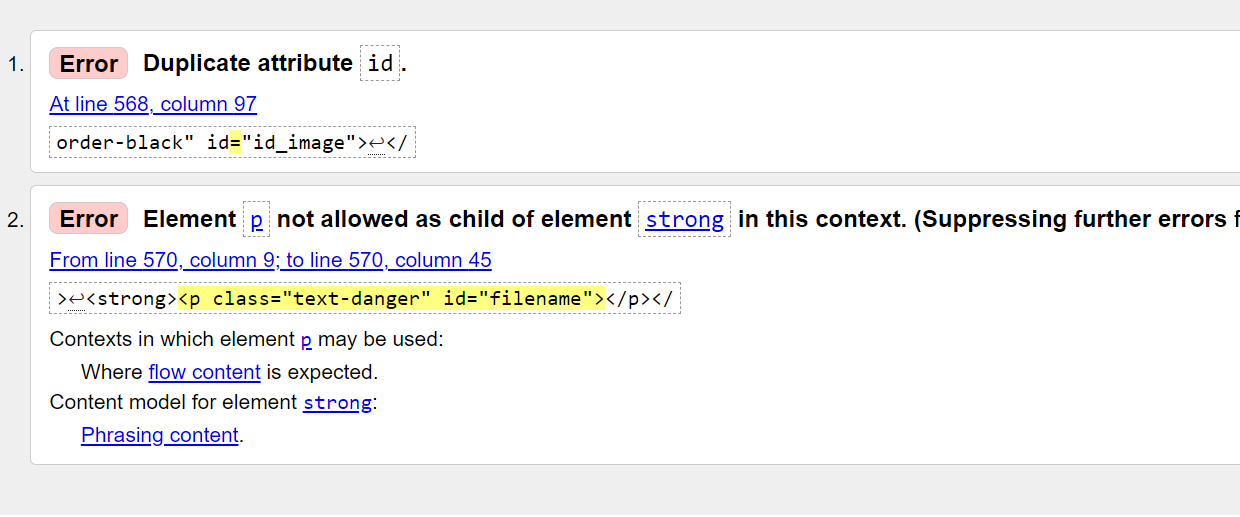 1. Error Duplicate attribute id.
At line 568, column 97
order-black" id="id_image">↩</
2. Error Element p not allowed as child of element strong in this context. (Suppressing further errors f
From line 570, column 9; to line 570, column 45
>↩<strong><p class="text-danger" id="filename"></p></
Contexts in which element p may be used:
Where flow content is expected.
Content model for element strong:
Phrasing content.